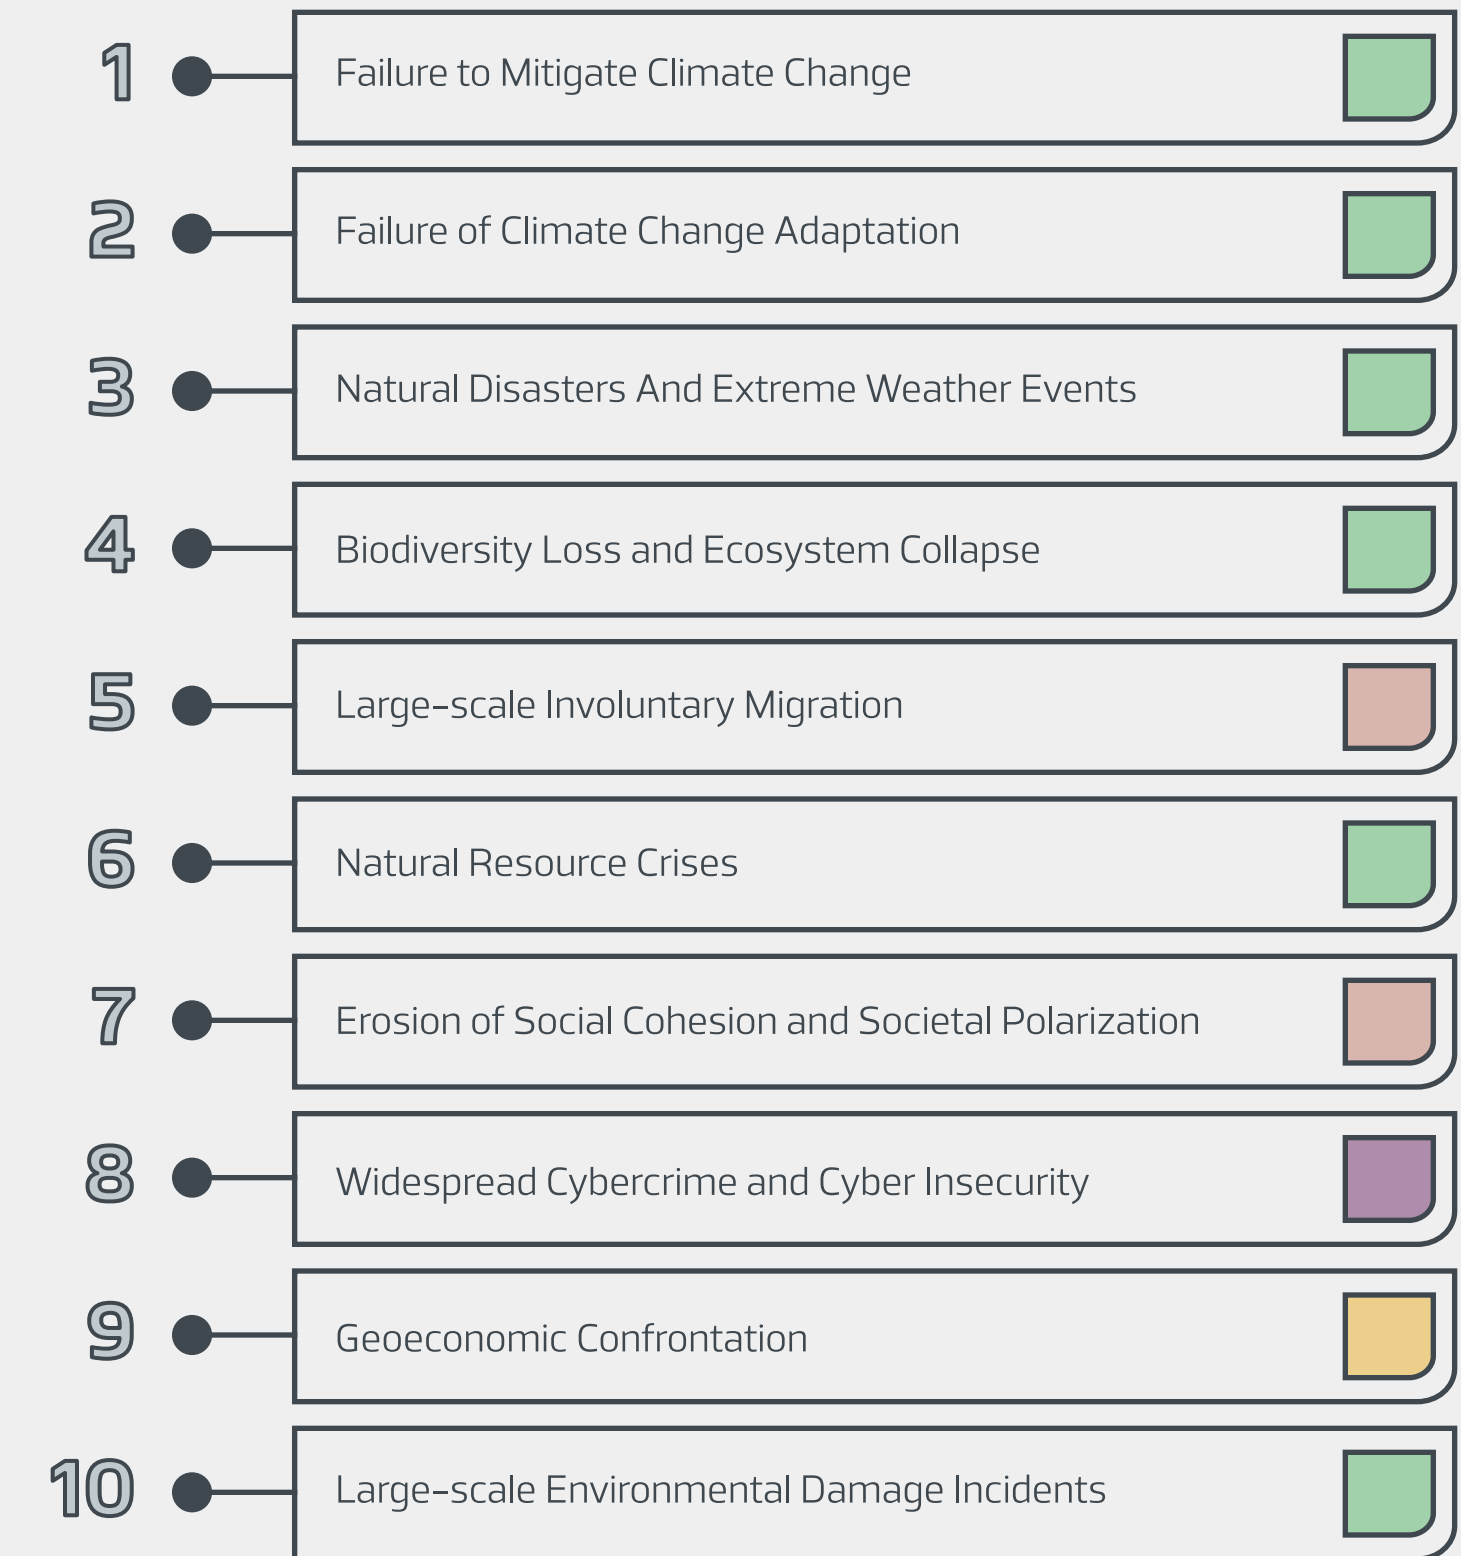 1 Failure to Mitigate Climate Change
2 Failure of Climate Change Adaptation
3 Natural Disasters And Extreme Weather Events
4 Biodiversity Loss and Ecosystem Collapse
5 Large-scale Involuntary Migration
6 Natural Resource Crises
7 Erosion of Social Cohesion and Societal Polarization
8 Widespread Cybercrime and Cyber Insecurity
9 Geoeconomic Confrontation
10 Large-scale Environmental Damage Incidents